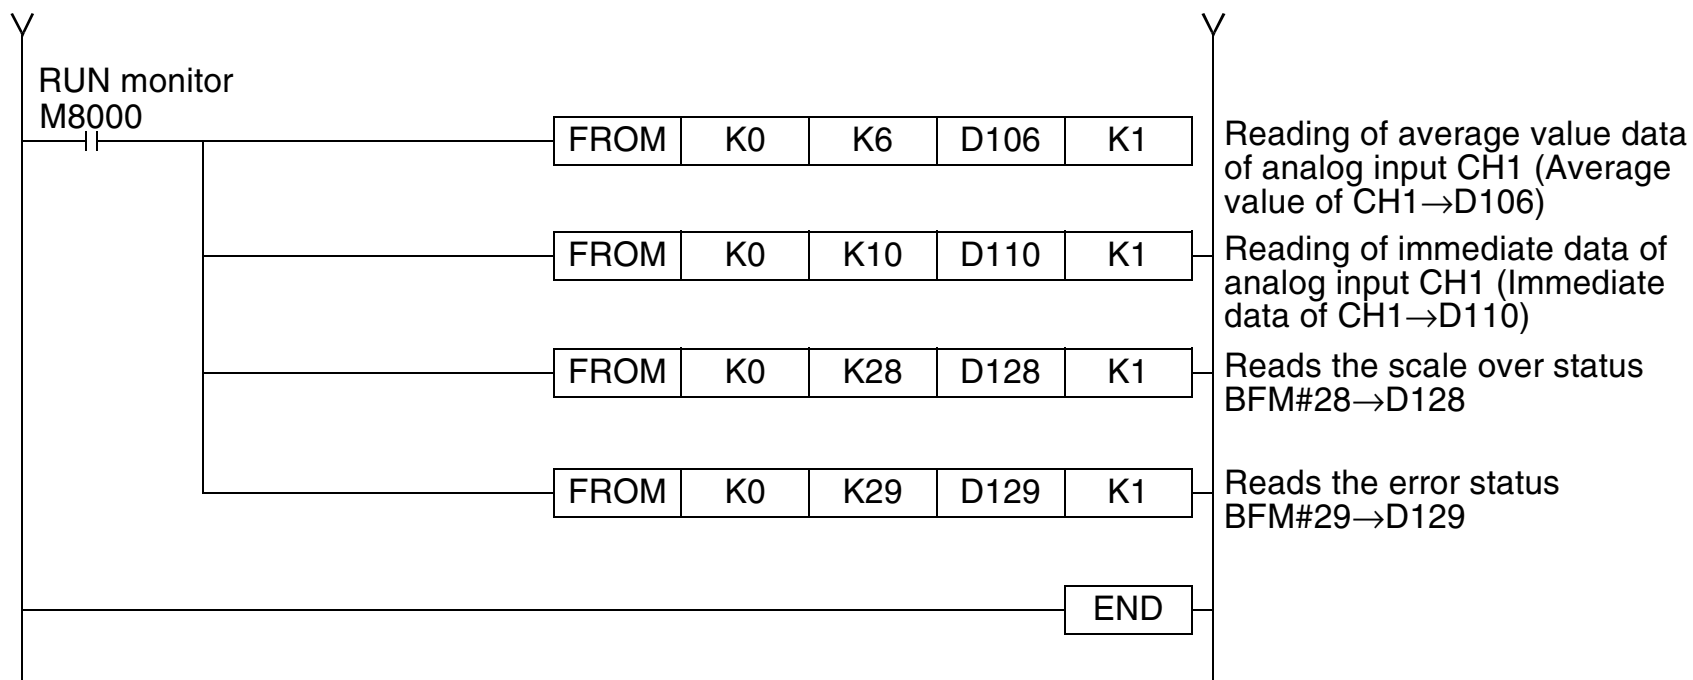 RUN monitor
M8000
FROM K0 K6 D106 K1
Reading of average value data
of analog input CH1 (Average
value of CH1→D106)
FROM K0 K10 D110 K1
Reading of immediate data of
analog input CH1 (Immediate
data of CH1→D110)
FROM K0 K28 D128 K1
Reads the scale over status
BFM#28→D128
FROM K0 K29 D129 K1
Reads the error status
BFM#29→D129
END